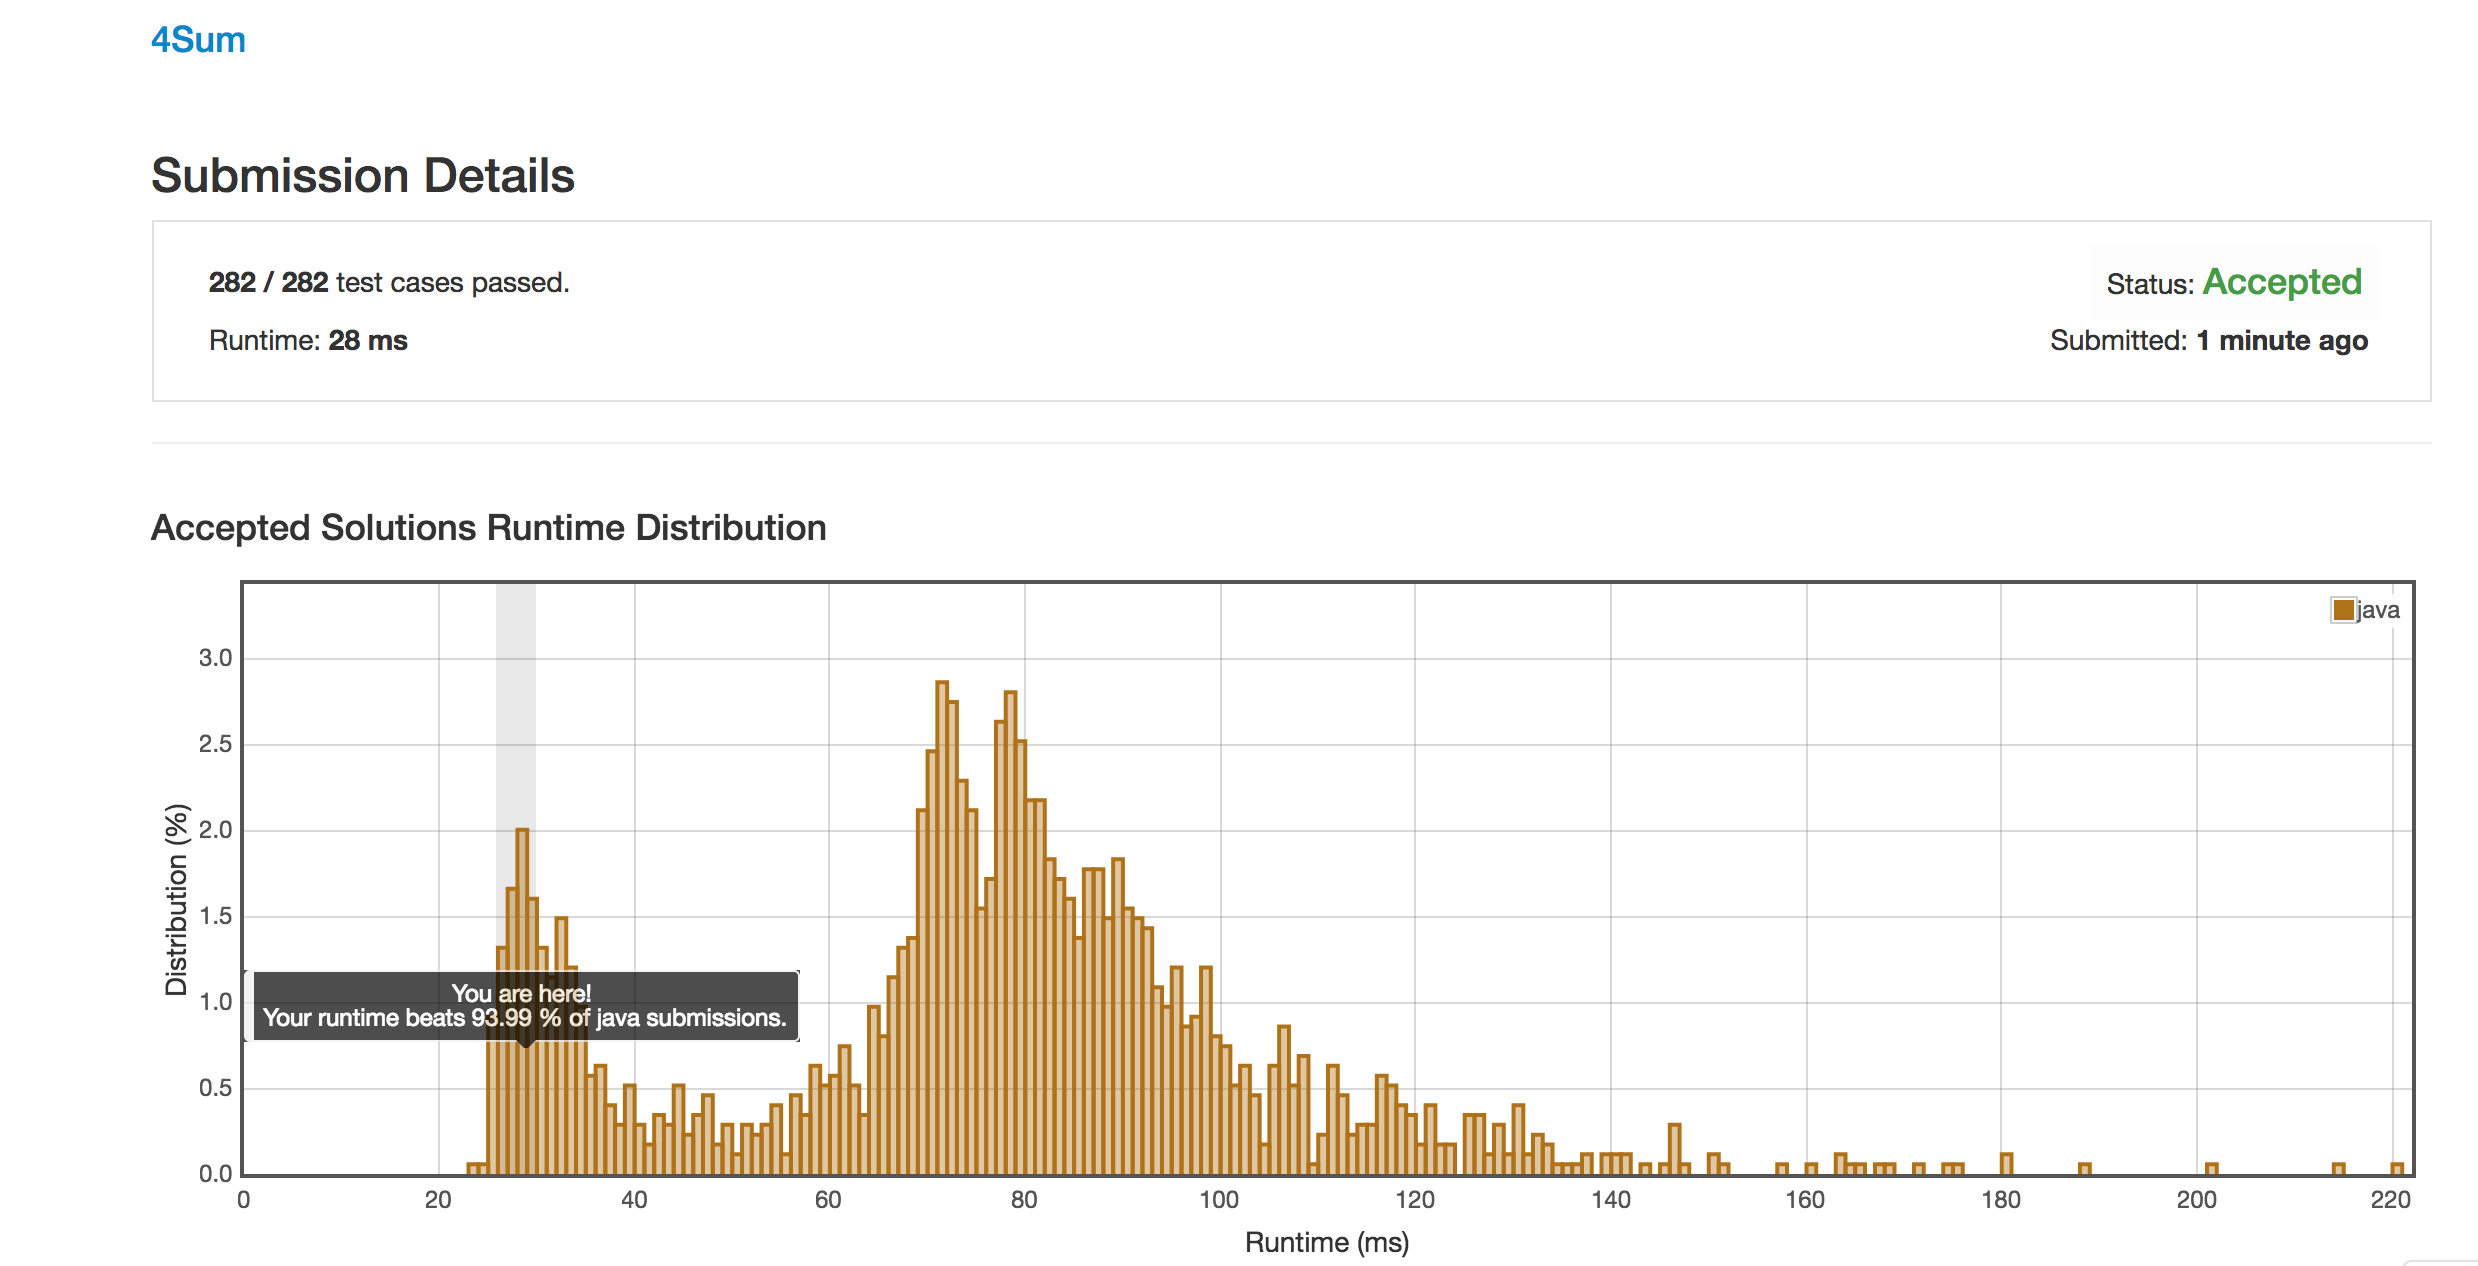 4Sum
Submission Details
282 / 282 test cases passed.
Status: Accepted
Runtime: 28 ms
Submitted: 1 minute ago
Accepted Solutions Runtime Distribution
java
3.0
2.5
2.0
1.5
1.0
0.5
0.0
Distribution (%)
You are here!
Your runtime beats 93.99 % of java submissions.
0 20 40 60 80 100 120 140 160 180 200 220
Runtime (ms)